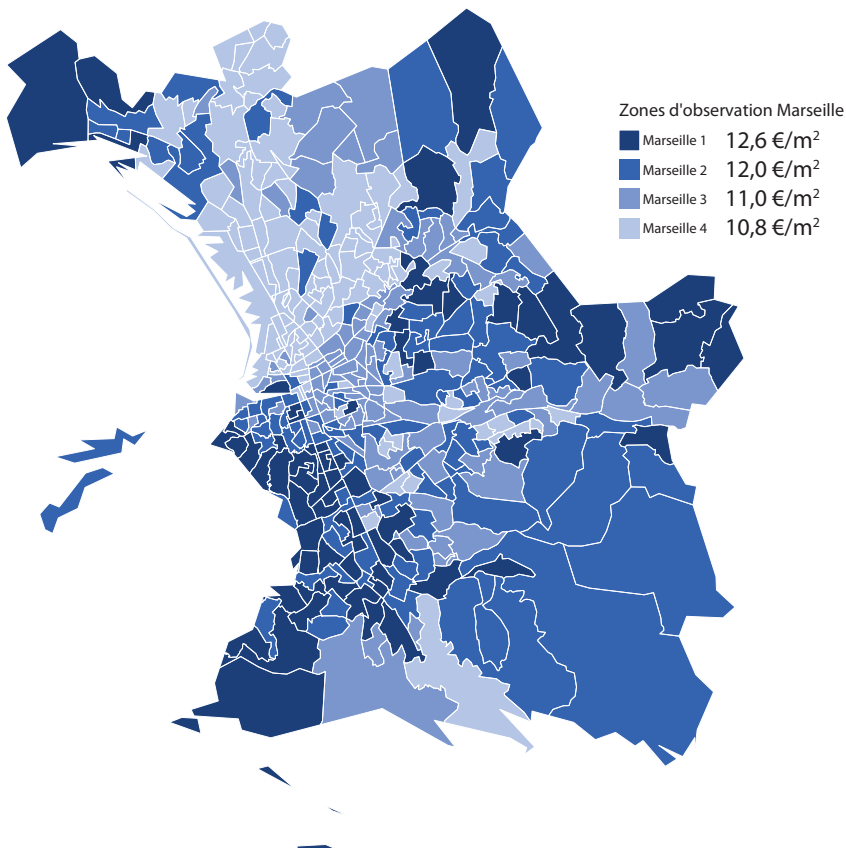 Zones d'observation Marseille
Marseille 1 12,6 €/m²
Marseille 2 12,0 €/m²
Marseille 3 11,0 €/m²
Marseille 4 10,8 €/m²